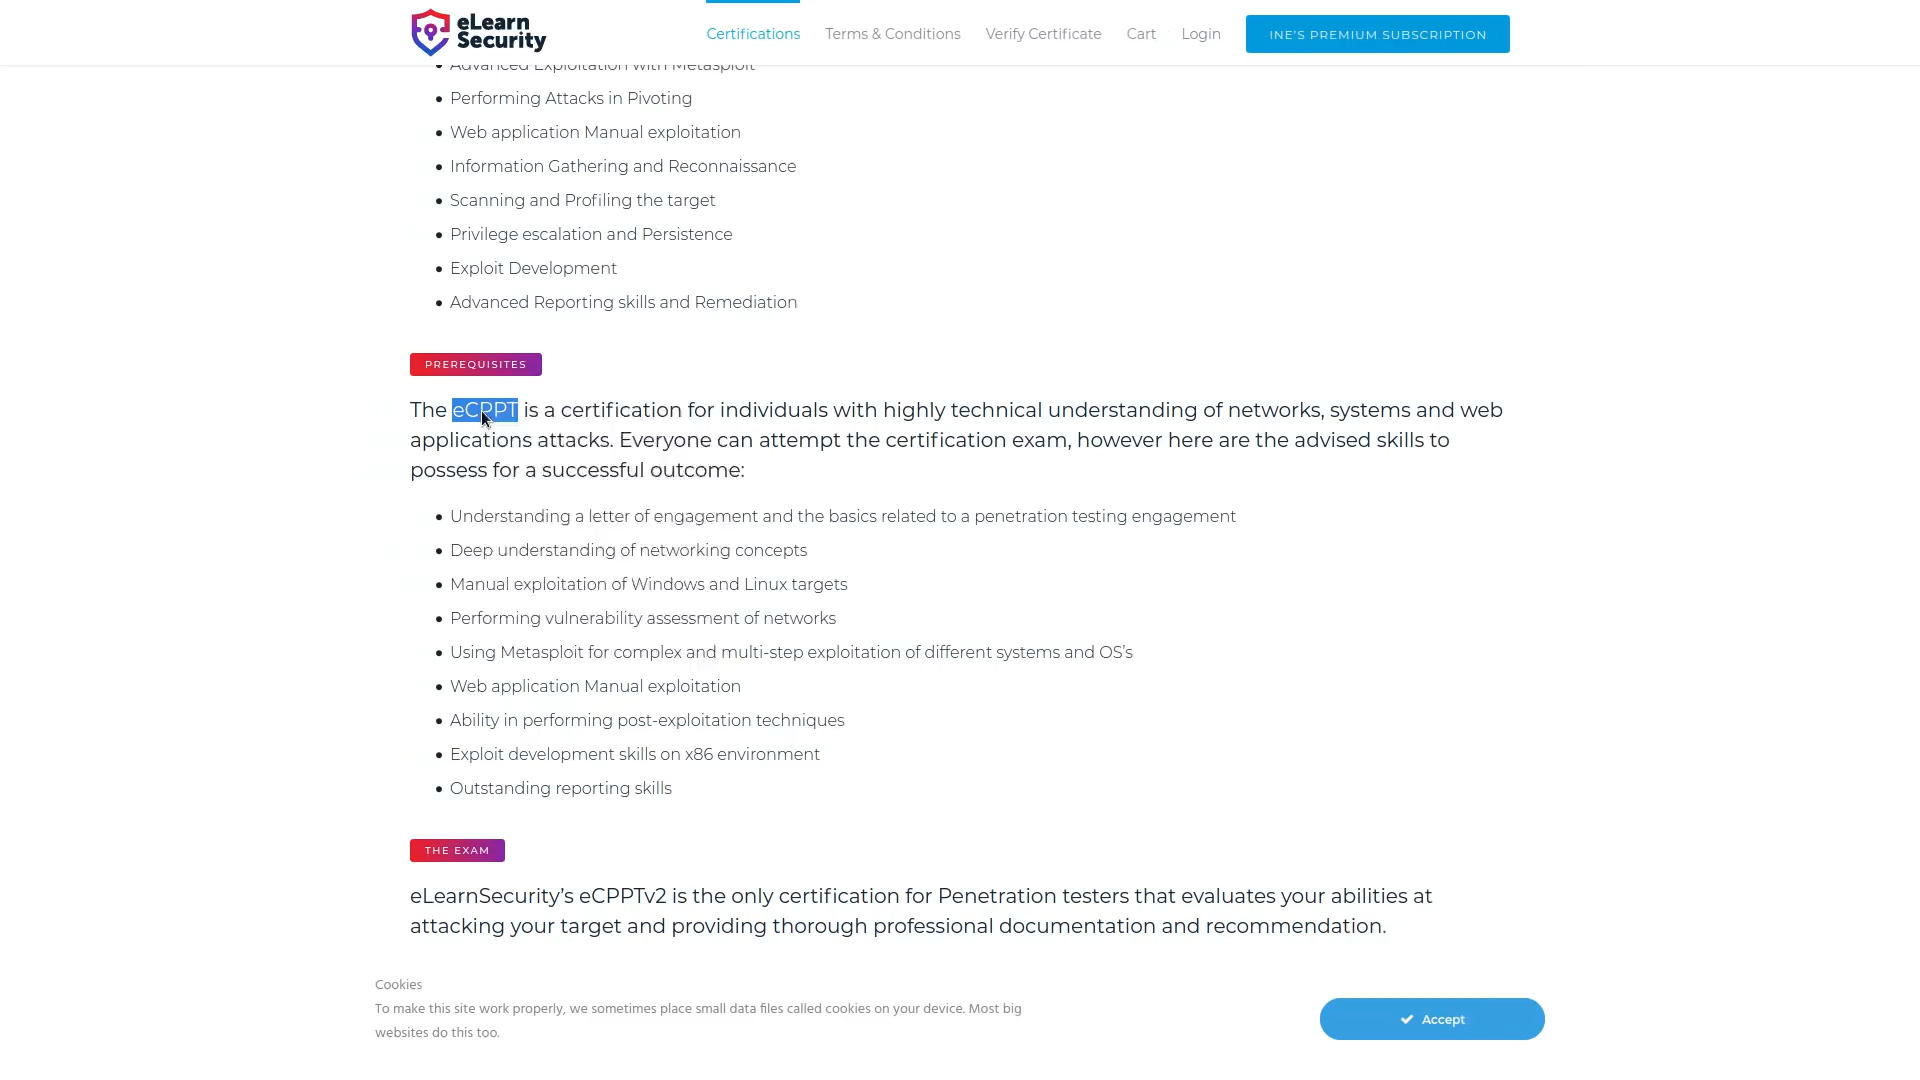 eLearn
Security
Certifications
Terms & Conditions
Verify Certificate
Cart
Login
INE'S PREMIUM SUBSCRIPTION
Advanced Exploitation with Metasploit
Performing Attacks in Pivoting
Web application Manual exploitation
Information Gathering and Reconnaissance
Scanning and Profiling the target
Privilege escalation and Persistence
Exploit Development
Advanced Reporting skills and Remediation
PREREQUISITES
The eCPPT is a certification for individuals with highly technical understanding of networks, systems and web
applications attacks. Everyone can attempt the certification exam, however here are the advised skills to
possess for a successful outcome:
Understanding a letter of engagement and the basics related to a penetration testing engagement
Deep understanding of networking concepts
Manual exploitation of Windows and Linux targets
Performing vulnerability assessment of networks
Using Metasploit for complex and multi-step exploitation of different systems and OS's
Web application Manual exploitation
Ability in performing post-exploitation techniques
Exploit development skills on x86 environment
Outstanding reporting skills
THE EXAM
eLearnSecurity's eCPPTv2 is the only certification for Penetration testers that evaluates your abilities at
attacking your target and providing thorough professional documentation and recommendation.
Cookies
To make this site work properly, we sometimes place small data files called cookies on your device. Most big
websites do this too.
Accept